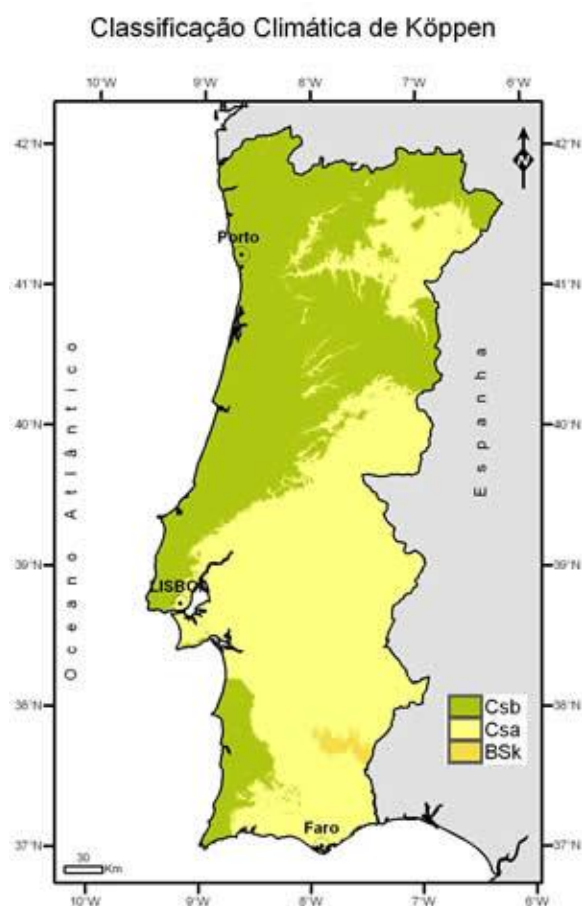 Classificação Climática de Köppen
10°W 9°W 8°W 7°W 6°W
42°N 42°N
N
Porto
41°N 41°N
Oceano Atlântico
Espanha
40°N 40°N
39°N 39°N
LISBOA
38°N 38°N
Csb
Csa
BSk
Faro
37°N 37°N
30
Km
10°W 9°W 8°W 7°W 6°W